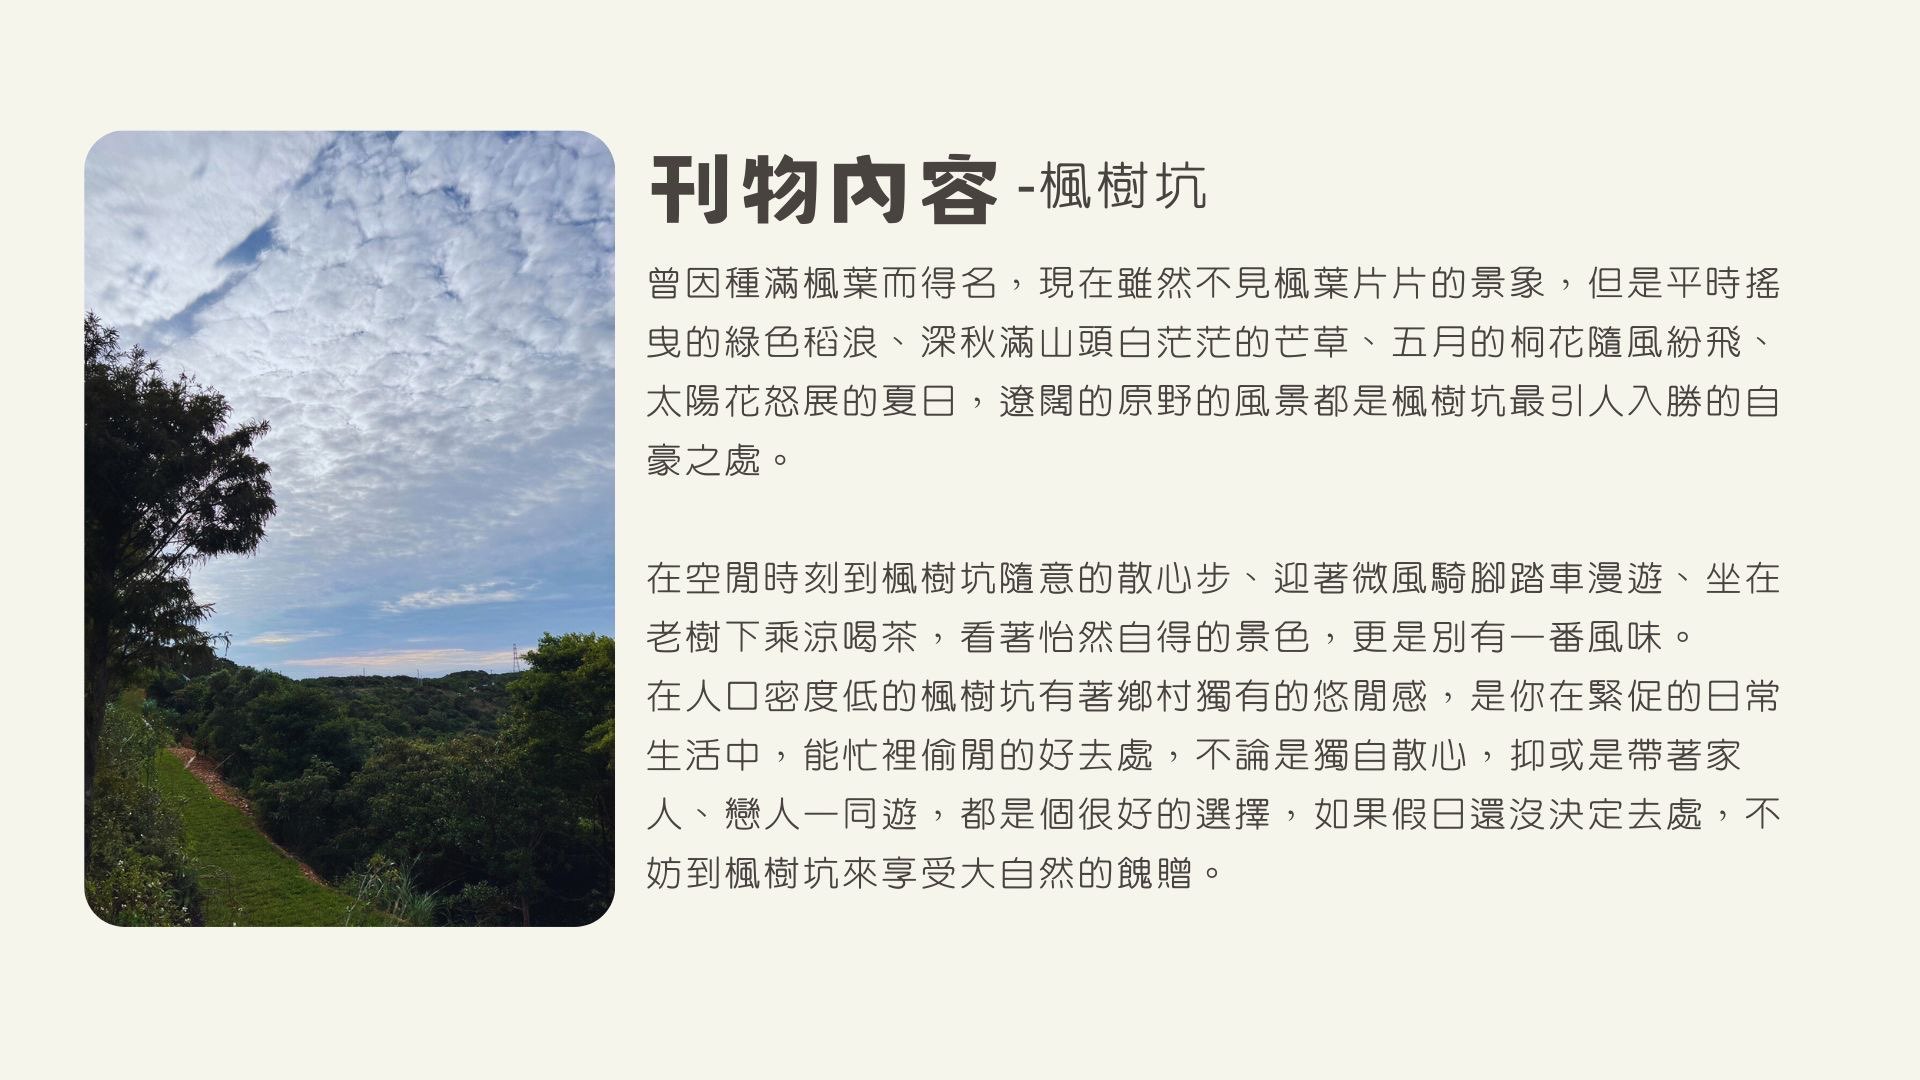 刊物內容 -楓樹坑
曾因種滿楓葉而得名，現在雖然不見楓葉片片的景象，但是平時搖
曳的綠色稻浪、深秋滿山頭白茫茫的芒草、五月的桐花隨風紛飛、
太陽花怒展的夏日，遼闊的原野的風景都是楓樹坑最引人入勝的自
豪之處。
在空閒時刻到楓樹坑隨意的散心步、迎著微風騎腳踏車漫遊、坐在
老樹下乘涼喝茶，看著怡然自得的景色，更是別有一番風味。
在人口密度低的楓樹坑有著鄉村獨有的悠閒感，是你在緊促的日常
生活中，能忙裡偷閒的好去處，不論是獨自散心，抑或是帶著家
人、戀人一同遊，都是個很好的選擇，如果假日還沒決定去處，不
妨到楓樹坑來享受大自然的餽贈。